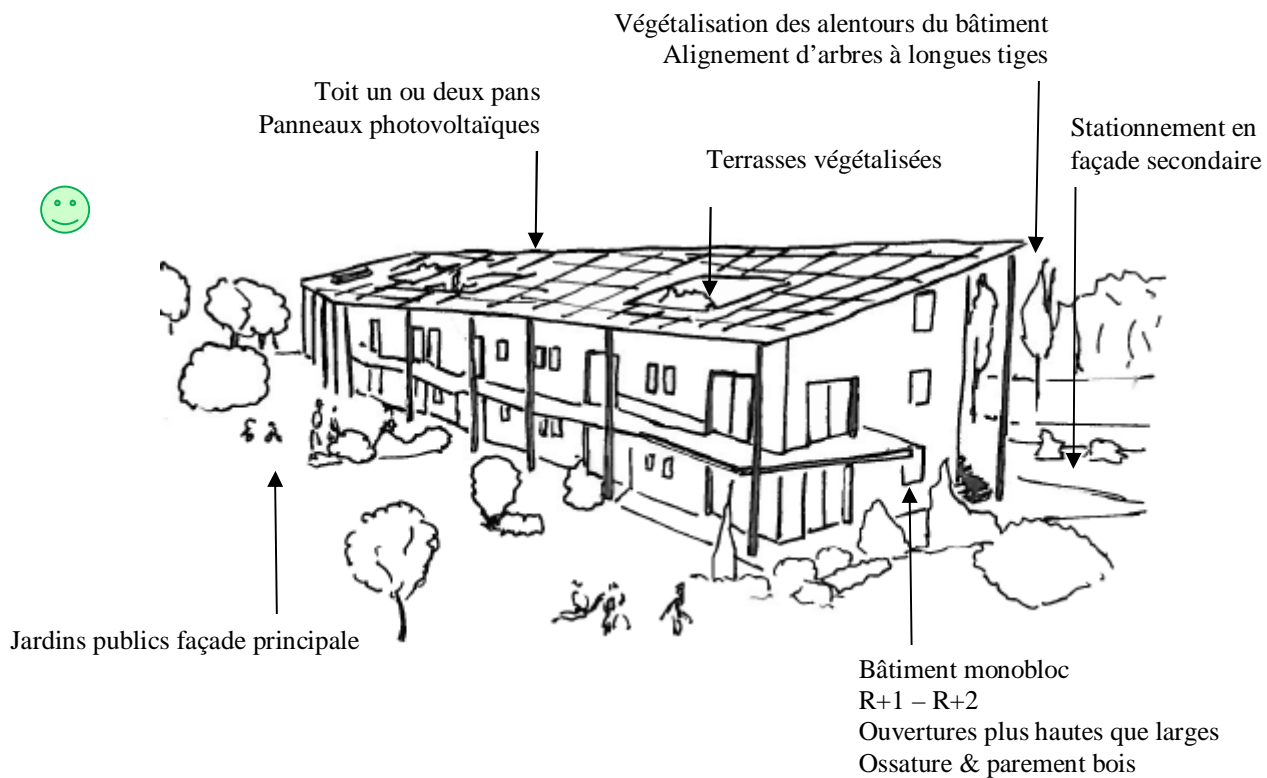 Végétalisation des alentours du bâtiment
Alignement d'arbres à longues tiges
Toit un ou deux pans
Panneaux photovoltaïques
Terrasses végétalisées
Stationnement en
façade secondaire
Jardins publics façade principale
Bâtiment monobloc
R+1 – R+2
Ouvertures plus hautes que larges
Ossature & parement bois